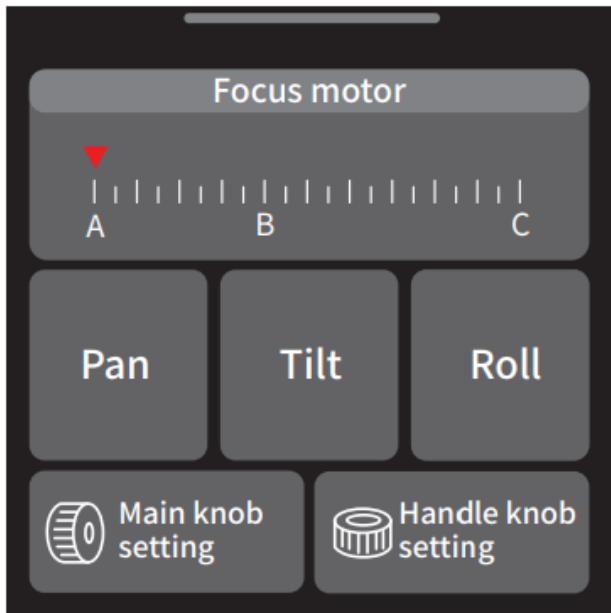 Focus motor
A B C
Pan Tilt Roll
Main knob
setting
Handle knob
setting